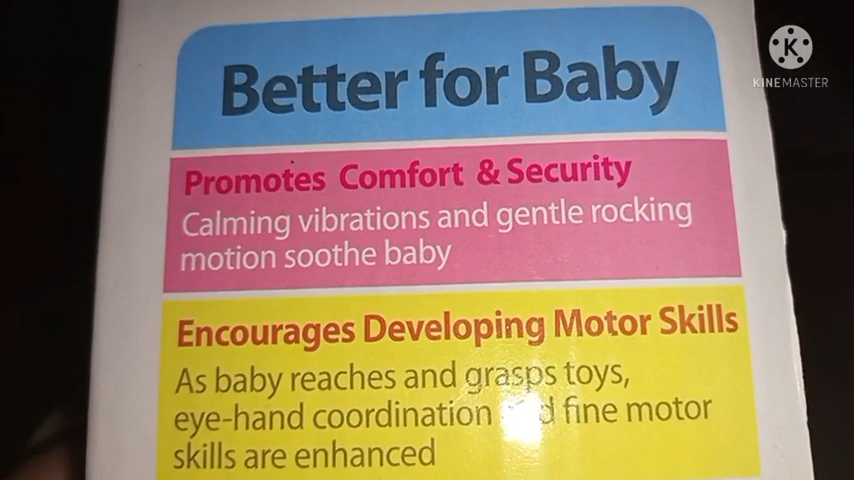 Better for Baby
Promotes Comfort & Security
Calming vibrations and gentle rocking
motion soothe baby
Encourages Developing Motor Skills
As baby reaches and grasps toys,
eye-hand coordination and fine motor
skills are enhanced
K
KINEMASTER